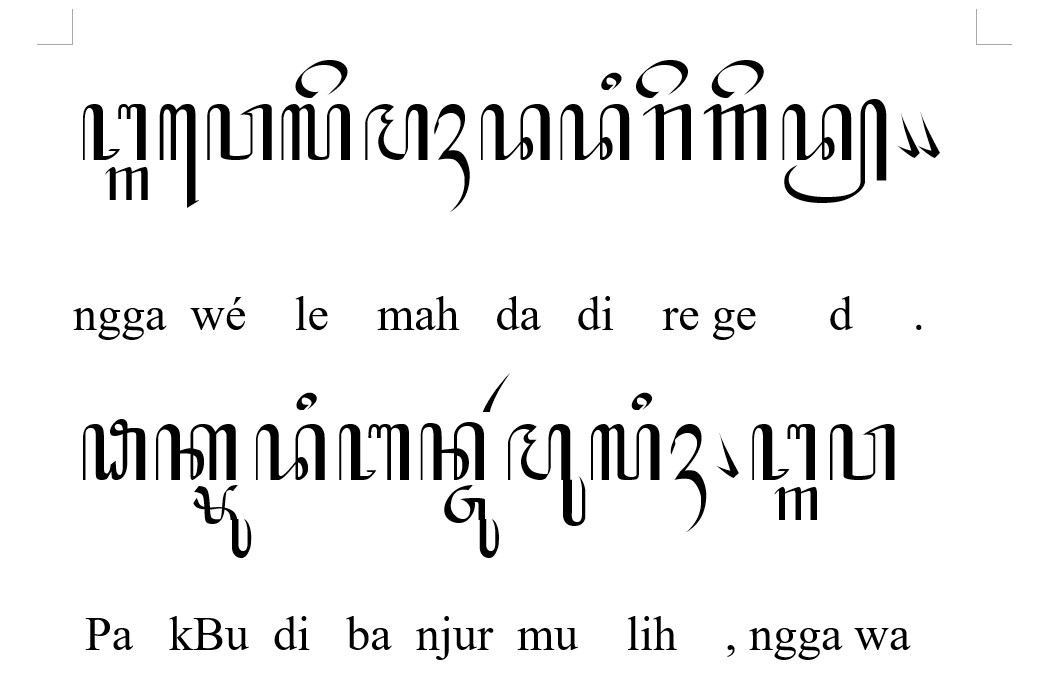 ꦔ꧀ꦒꦮꦺꦭꦼꦩꦃꦢꦢꦶꦫꦼꦒꦼꦢ꧀꧉
ngga wé le mah da di re ge d .
ꦦꦏ꧀ꦨꦸꦢꦶꦧꦤ꧀ꦗꦸꦂꦩꦸꦭꦶꦃ꧈ꦔ꧀ꦒꦮ
Pa kBu di ba njur mu lih , ngga wa